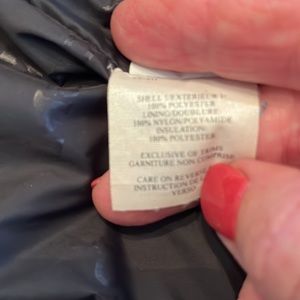 SHELL/EXTERIEUR:
100% POLYESTER
LINING/DOUBLURE:
100% NYLON/POLYAMIDE
INSULATION:
100% POLYESTER
EXCLUSIVE OF TRIMS
GARNITURE NON COMPRISE
CARE ON REVERSE
INSTRUCTION DE
VERSO